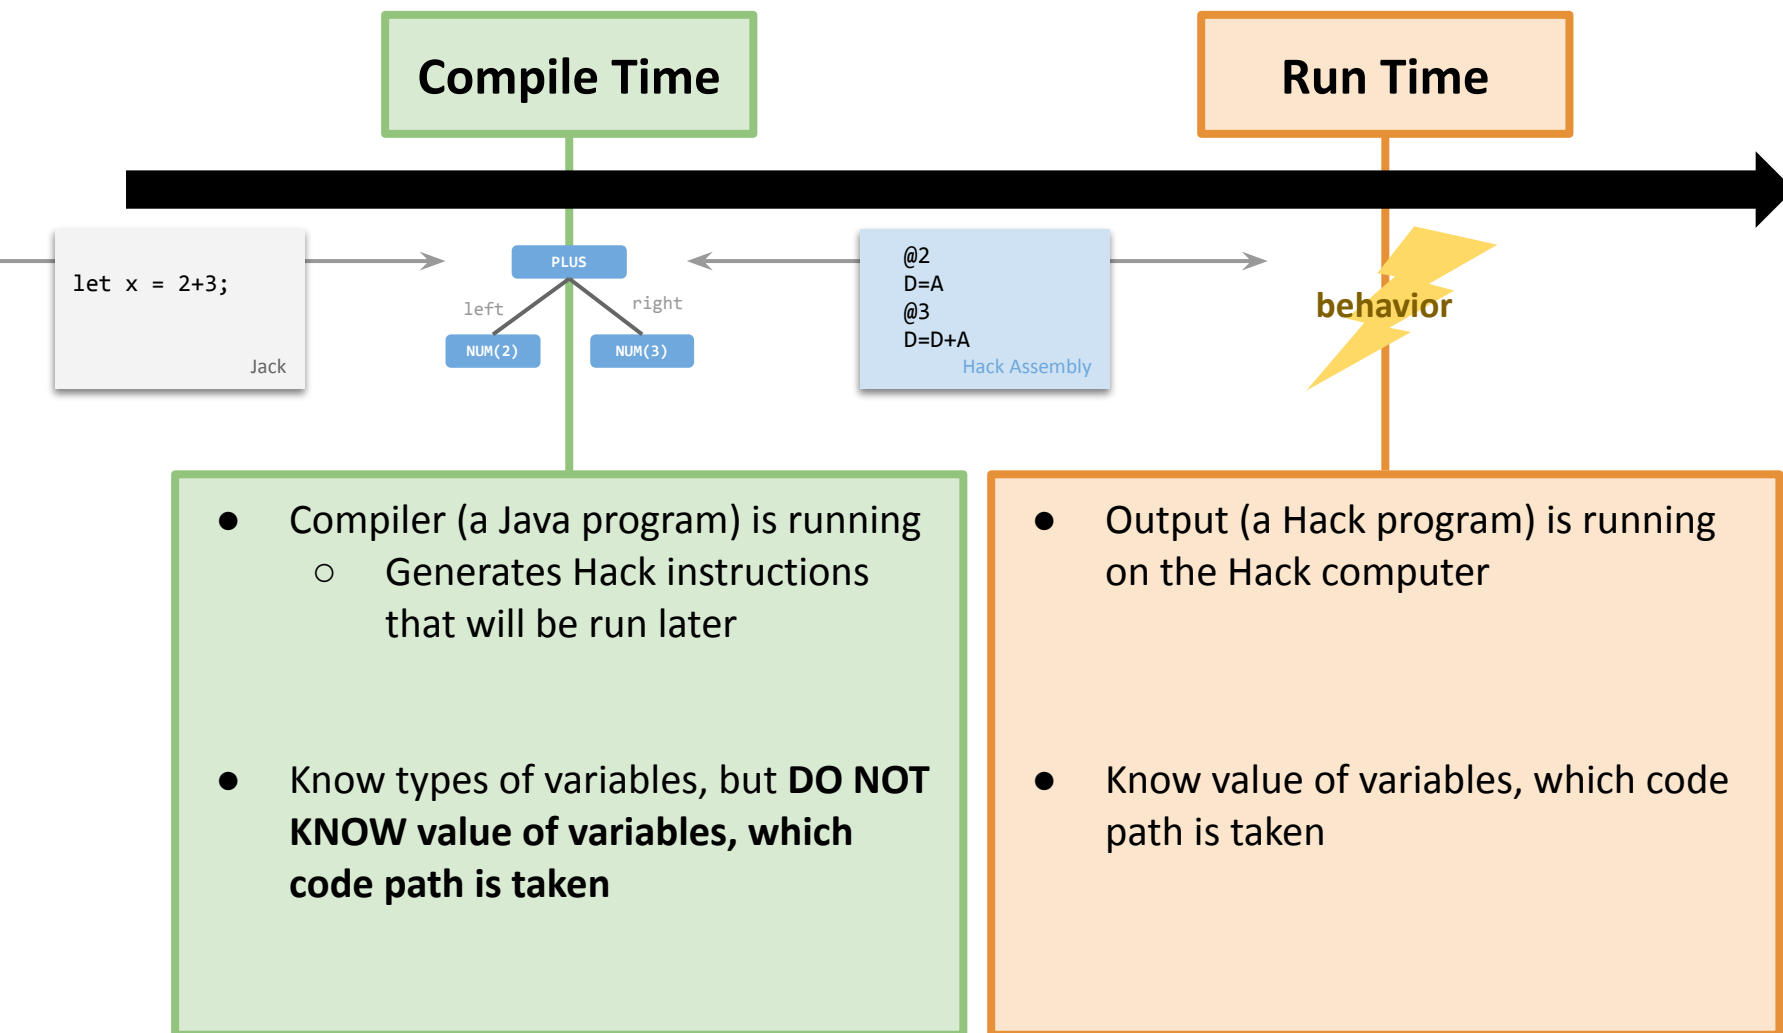 Compile Time
Run Time
let x = 2+3;
Jack
PLUS
left
right
NUM(2)
NUM(3)
@2
D=A
@3
D=D+A
Hack Assembly
behavior
● Compiler (a Java program) is running
○ Generates Hack instructions
that will be run later
● Know types of variables, but DO NOT
KNOW value of variables, which
code path is taken
● Output (a Hack program) is running
on the Hack computer
● Know value of variables, which code
path is taken